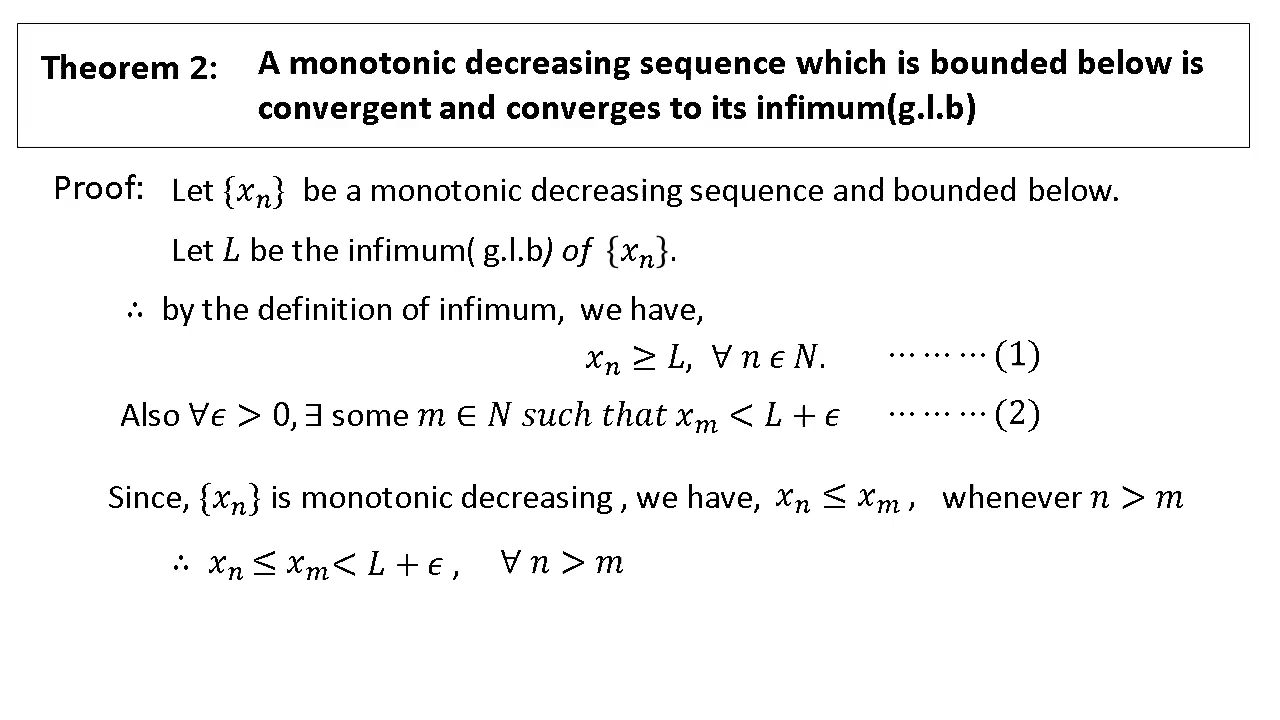 Theorem 2: A monotonic decreasing sequence which is bounded below is
convergent and converges to its infimum(g.l.b)
Proof: Let {xₙ} be a monotonic decreasing sequence and bounded below.
Let L be the infimum( g.l.b) of {xₙ}.
∴ by the definition of infimum, we have,
xₙ ≥ L, ∀ n ϵ N. ⋯⋯⋯(1)
Also ∀ϵ > 0, ∃ some m ∈ N such that xₘ < L + ϵ ⋯⋯⋯(2)
Since, {xₙ} is monotonic decreasing , we have, xₙ ≤ xₘ , whenever n > m
∴ xₙ ≤ xₘ< L + ϵ , ∀ n > m